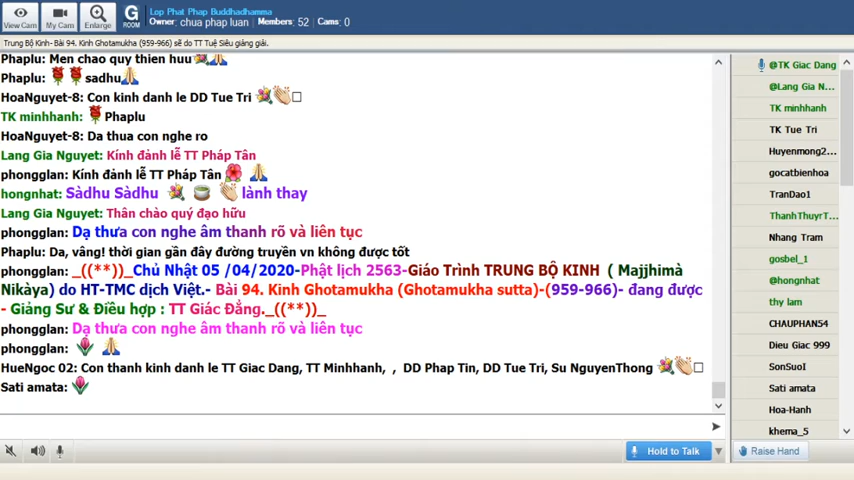 Lop Phat Phap Buddhadhamma
Owner: chua phap luan Members: 52 Cams: 0
View Cam My Cam Enlarge G ROOM
Trung Bộ Kinh- Bài 94. Kinh Ghotamukha (959-966) sẽ do TT Tuệ Siêu giảng giải.
Phaplu: Men chao quy thien huu
Phaplu: sadhu
HoaNguyet-8: Con kinh danh le DD Tue Tri
TK minhhanh: Phaplu
HoaNguyet-8: Da thua con nghe ro
Lang Gia Nguyet: Kính đảnh lễ TT Pháp Tân
phongglan: Kính đảnh lễ TT Pháp Tân
hongnhat: Sàdhu Sàdhu lành thay
Lang Gia Nguyet: Thân chào quý đạo hữu
phongglan: Dạ thưa con nghe âm thanh rõ và liên tục
Phaplu: Da, vâng! thời gian gần đây đường truyền vn không được tốt
phongglan: _((**))_Chủ Nhật 05 /04/2020-Phật lịch 2563-Giáo Trình TRUNG BỘ KINH ( Majjhimà
Nikàya) do HT-TMC dịch Việt.- Bài 94. Kinh Ghotamukha (Ghotamukha sutta)-(959-966)- đang được
- Giảng Sư & Điều hợp : TT Giác Đẳng._((**))_
phongglan: Dạ thưa con nghe âm thanh rõ và liên tục
phongglan:
HueNgoc 02: Con thanh kinh danh le TT Giac Dang, TT Minhhanh, , DD Phap Tin, DD Tue Tri, Su NguyenThong
Sati amata:
Hold to Talk
@TK Giac Dang
@Lang Gia N...
TK minhhanh
TK Tue Tri
Huyenmong2...
gocatbienhoa
TranDao1
ThanhThuyrT...
Nhang Tram
gosbel_1
@hongnhat
thy lam
CHAUPHAN54
Dieu Giac 999
SonSuoI
Sati amata
Hoa-Hanh
khema_5
Raise Hand